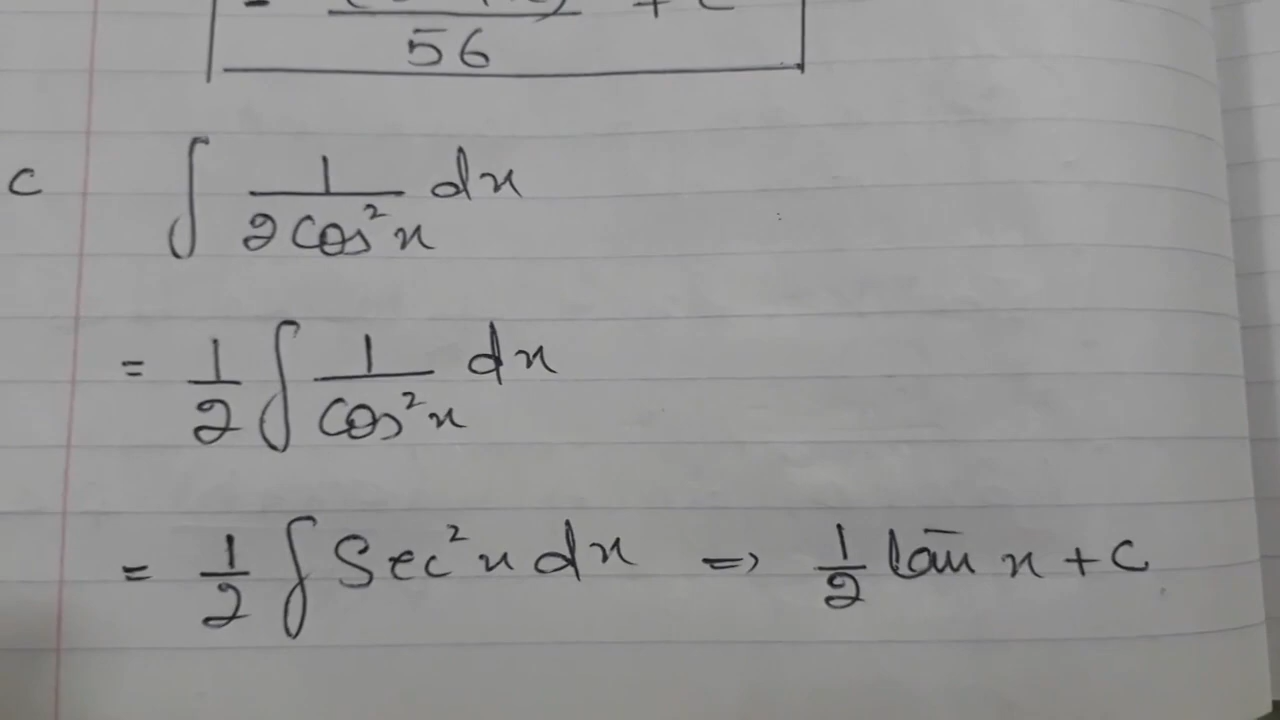 56
c ∫ 1/(2cos²x) dx
= 1/2 ∫ 1/(cos²x) dx
= 1/2 ∫ Sec²x dx ⇒ 1/2 tan x + C